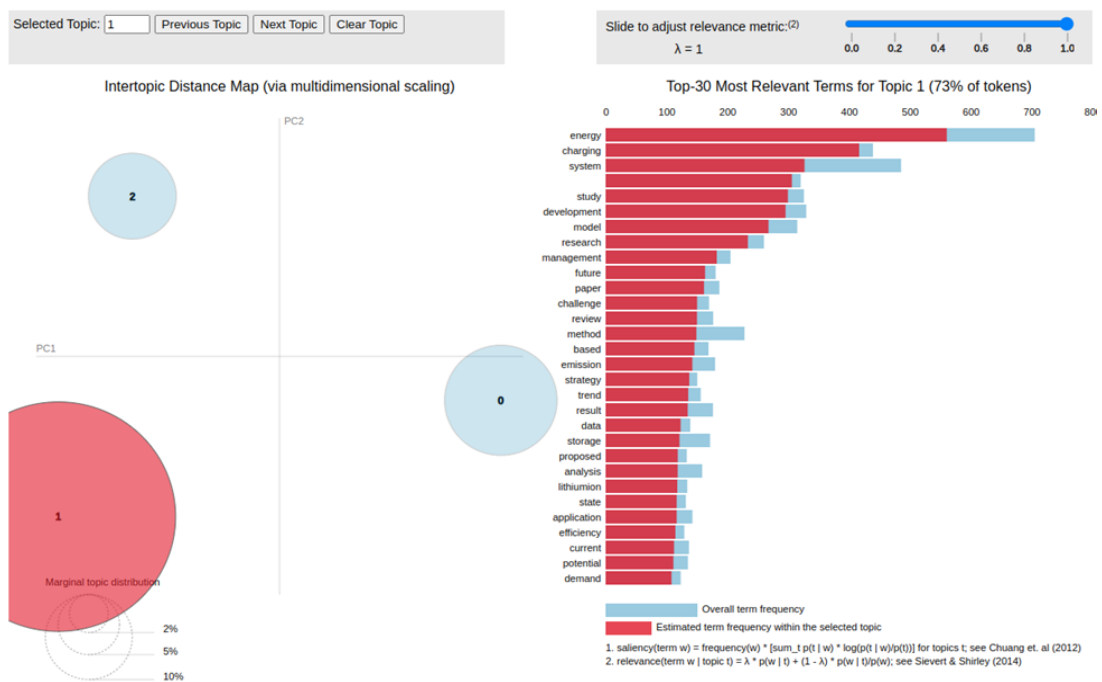 Selected Topic: 1 Previous Topic Next Topic Clear Topic
Slide to adjust relevance metric:(2)
λ = 1
0.0 0.2 0.4 0.6 0.8 1.0
Intertopic Distance Map (via multidimensional scaling)
PC2
PC1
2
0
1
Marginal topic distribution
2%
5%
10%
Top-30 Most Relevant Terms for Topic 1 (73% of tokens)
0 100 200 300 400 500 600 700
energy
charging
system
study
development
model
research
management
future
paper
challenge
review
method
based
emission
strategy
trend
result
data
storage
proposed
analysis
lithiumion
state
application
efficiency
current
potential
demand
Overall term frequency
Estimated term frequency within the selected topic
1. saliency(term w) = frequency(w) * [sum_t p(t | w) * log(p(t | w)/p(t))] for topics t; see Chuang et. al (2012)
2. relevance(term w | topic t) = λ * p(w | t) + (1 - λ) * p(w | t)/p(w); see Sievert & Shirley (2014)